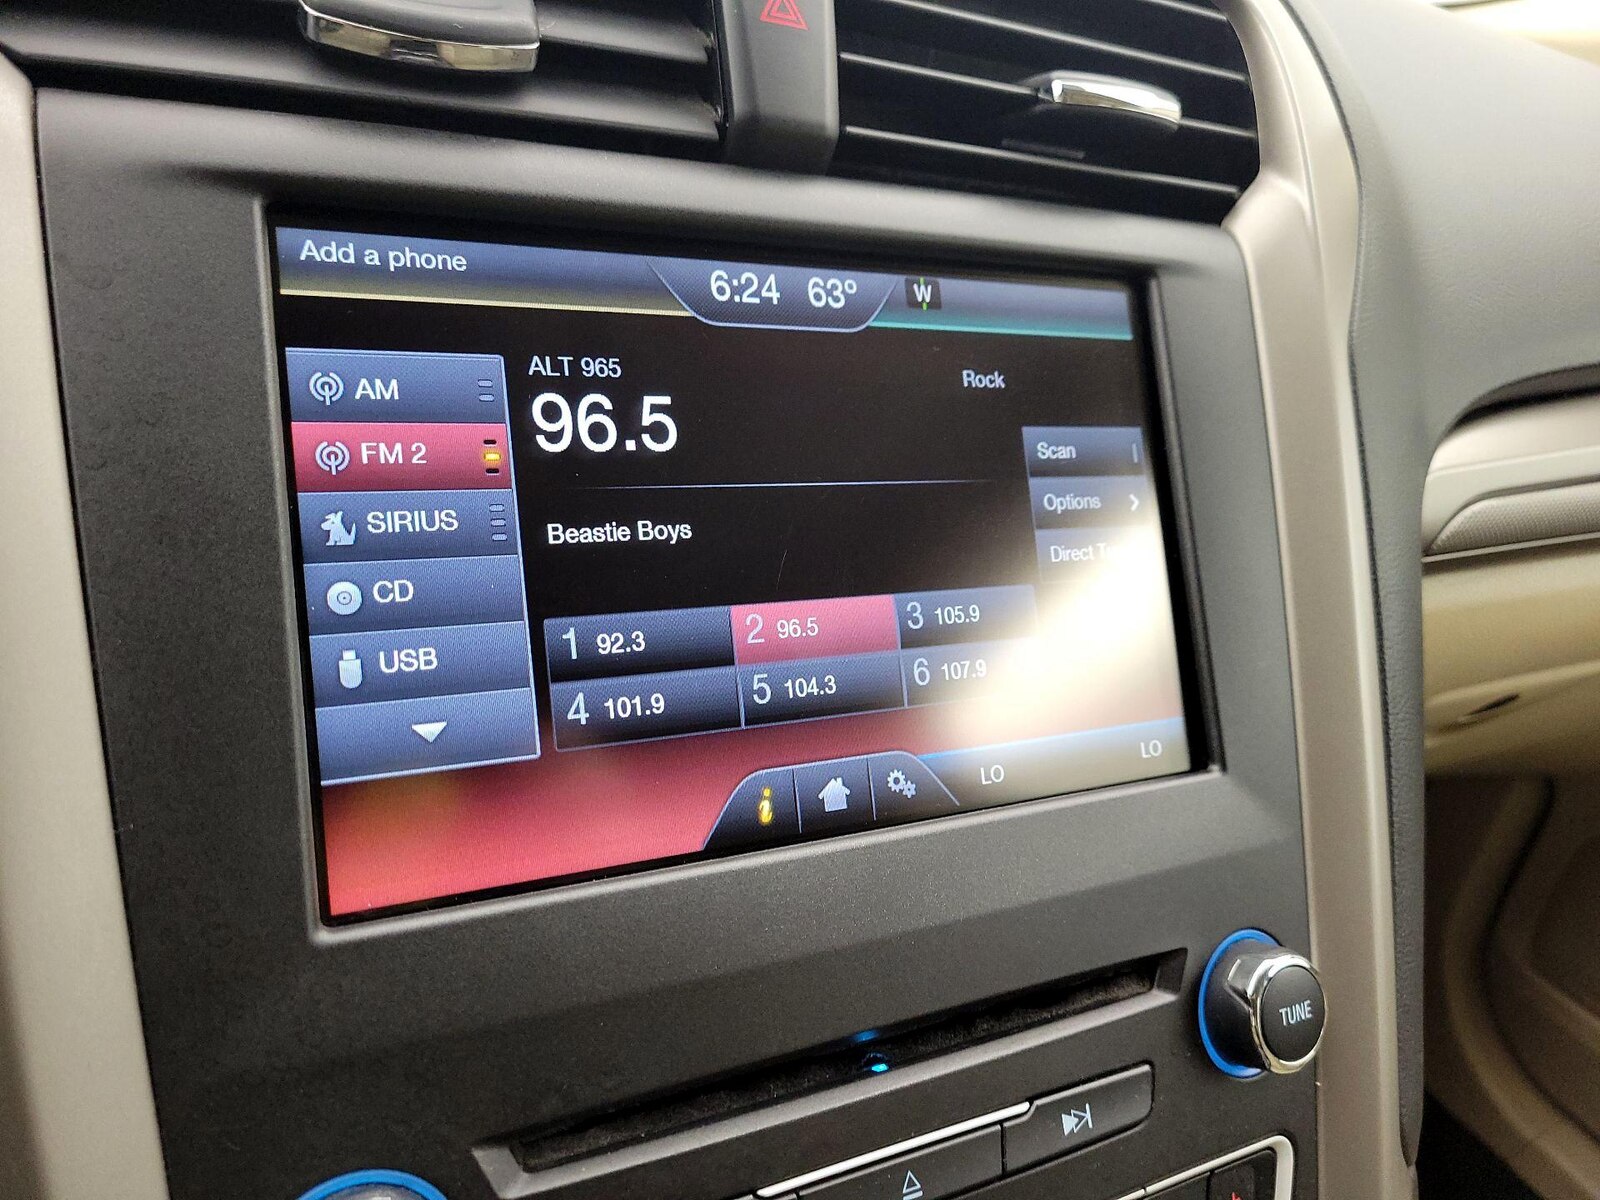 Add a phone
6:24 63° W
ALT 965
96.5
Rock
AM
FM 2
SIRIUS
CD
USB
Beastie Boys
Scan
Options
Direct
1 92.3
2 96.5
3 105.9
4 101.9
5 104.3
6 107.9
i
LO
LO
TUNE